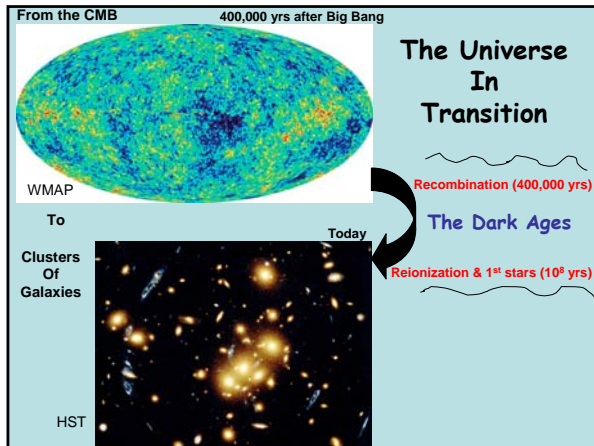 From the CMB 400,000 yrs after Big Bang
WMAP
To
Clusters
Of
Galaxies
Today
HST
The Universe
In
Transition
Recombination (400,000 yrs)
The Dark Ages
Reionization & 1st stars (10⁸ yrs)